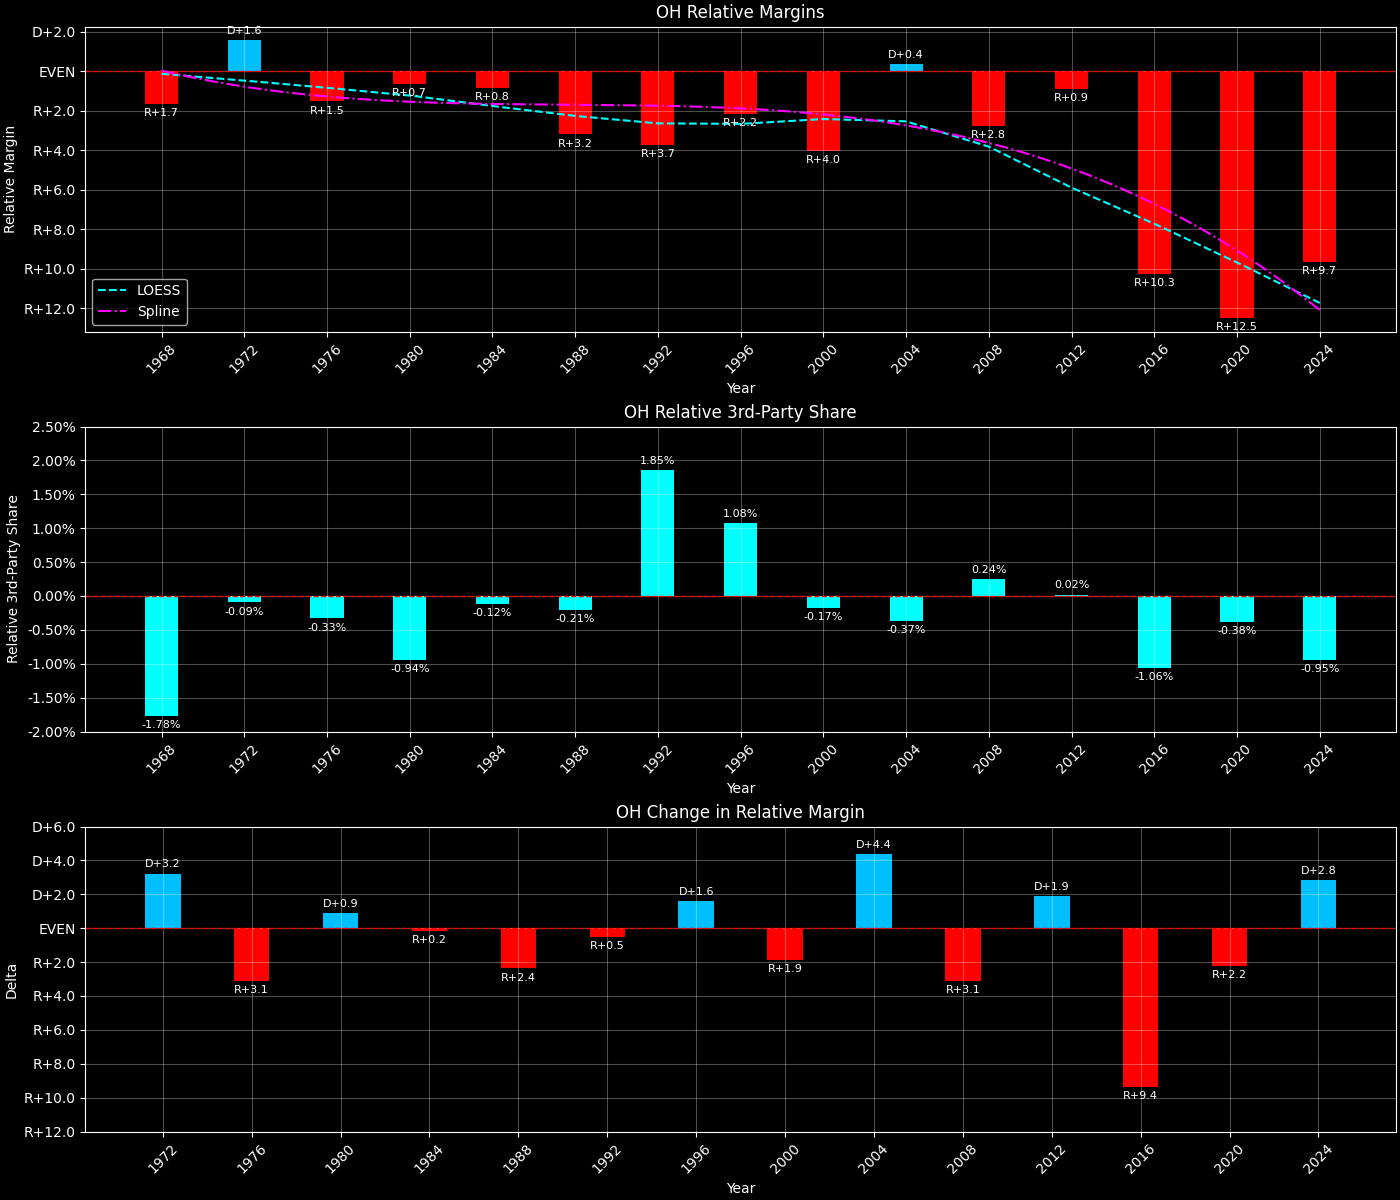 OH Relative Margins
Relative Margin
D+2.0
EVEN
R+2.0
R+4.0
R+6.0
R+8.0
R+10.0
R+12.0
R+1.7
D+1.6
R+1.5
R+0.7
R+0.8
R+3.2
R+3.7
R+2.2
R+4.0
D+0.4
R+2.8
R+0.9
R+10.3
R+12.5
R+9.7
LOESS
Spline
1968
1972
1976
1980
1984
1988
1992
1996
2000
2004
2008
2012
2016
2020
2024
Year
OH Relative 3rd-Party Share
Relative 3rd-Party Share
2.50%
2.00%
1.50%
1.00%
0.50%
0.00%
-0.50%
-1.00%
-1.50%
-2.00%
-1.78%
-0.09%
-0.33%
-0.94%
-0.12%
-0.21%
1.85%
1.08%
-0.17%
-0.37%
0.24%
0.02%
-1.06%
-0.38%
-0.95%
1968
1972
1976
1980
1984
1988
1992
1996
2000
2004
2008
2012
2016
2020
2024
Year
OH Change in Relative Margin
Delta
D+6.0
D+4.0
D+2.0
EVEN
R+2.0
R+4.0
R+6.0
R+8.0
R+10.0
R+12.0
D+3.2
R+3.1
D+0.9
R+0.2
R+2.4
R+0.5
D+1.6
R+1.9
D+4.4
R+3.1
D+1.9
R+9.4
R+2.2
D+2.8
1972
1976
1980
1984
1988
1992
1996
2000
2004
2008
2012
2016
2020
2024
Year